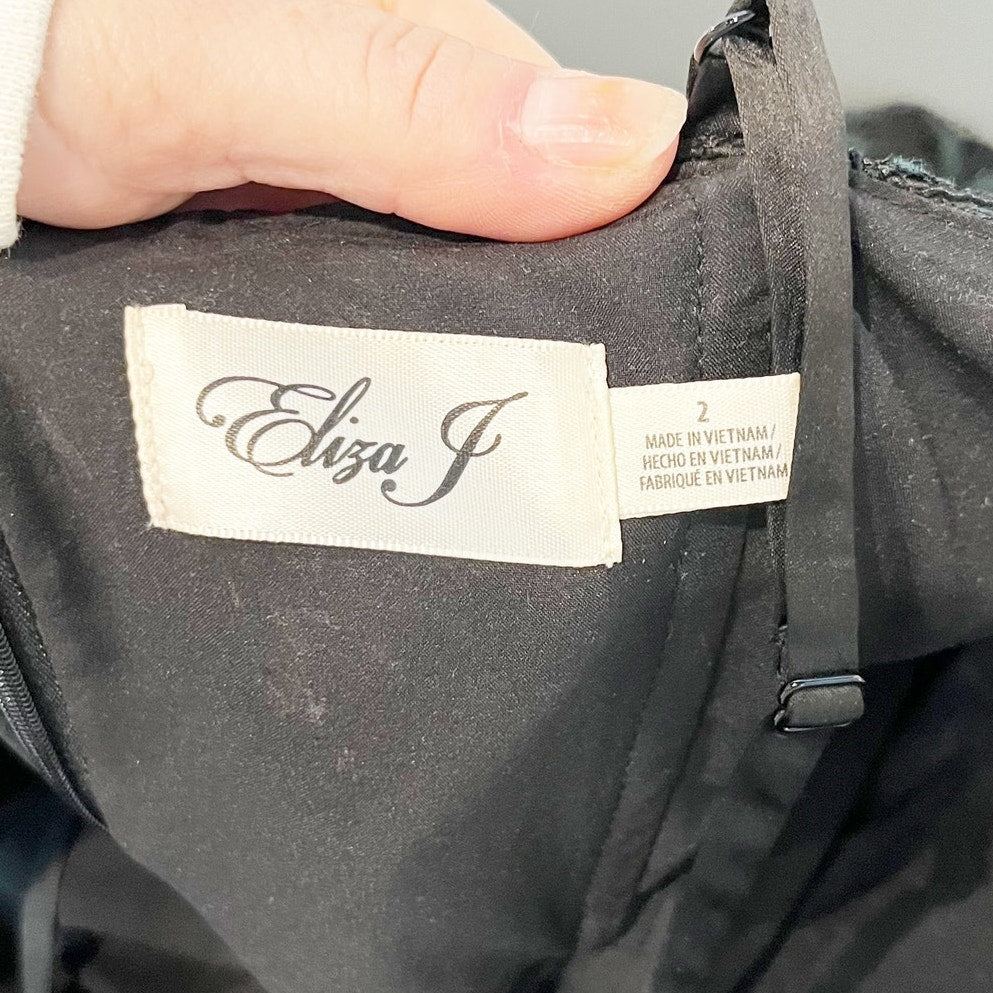 Eliza J
2
MADE IN VIETNAM/
HECHO EN VIETNAM/
FABRIQUÉ EN VIETNAM